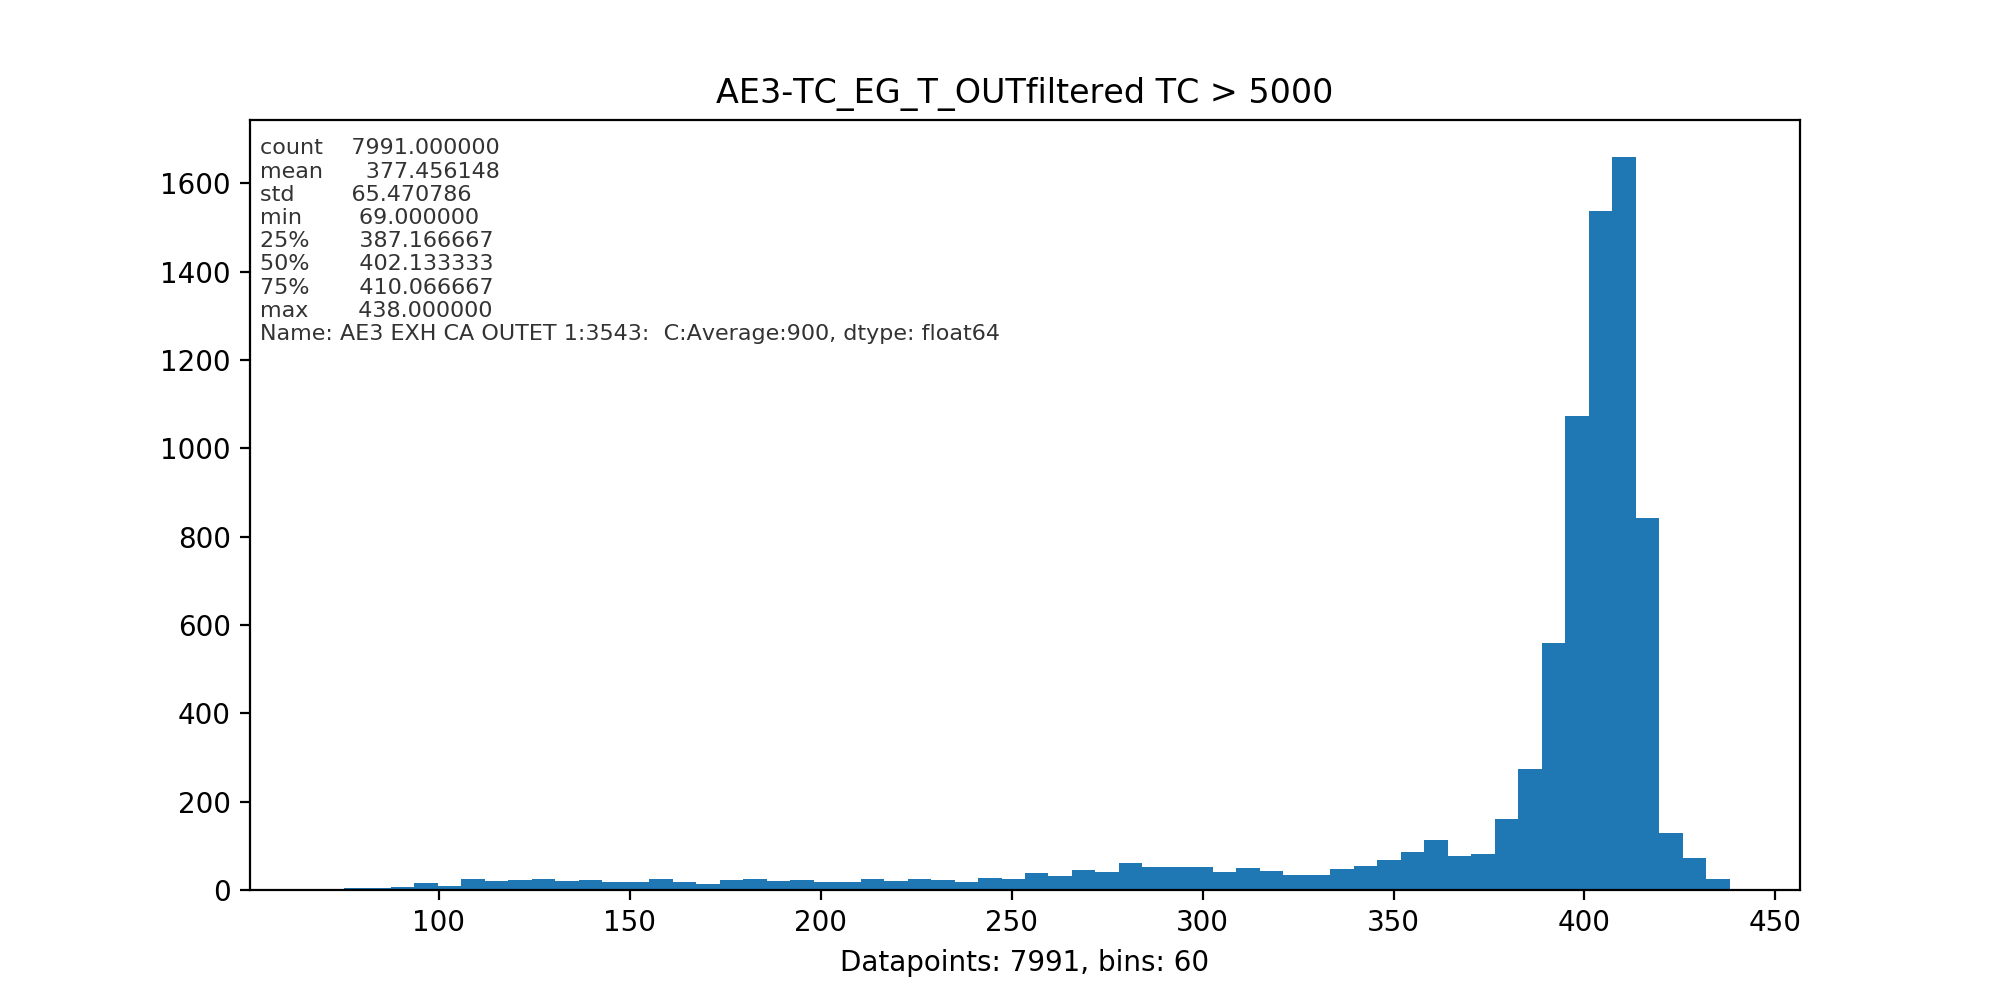 AE3-TC_EG_T_OUTfiltered TC > 5000
count 7991.000000
mean 377.456148
std 65.470786
min 69.000000
25% 387.166667
50% 402.133333
75% 410.066667
max 438.000000
Name: AE3 EXH CA OUTET 1:3543:  C:Average:900, dtype: float64
1600
1400
1200
1000
800
600
400
200
0
100 150 200 250 300 350 400 450
Datapoints: 7991, bins: 60